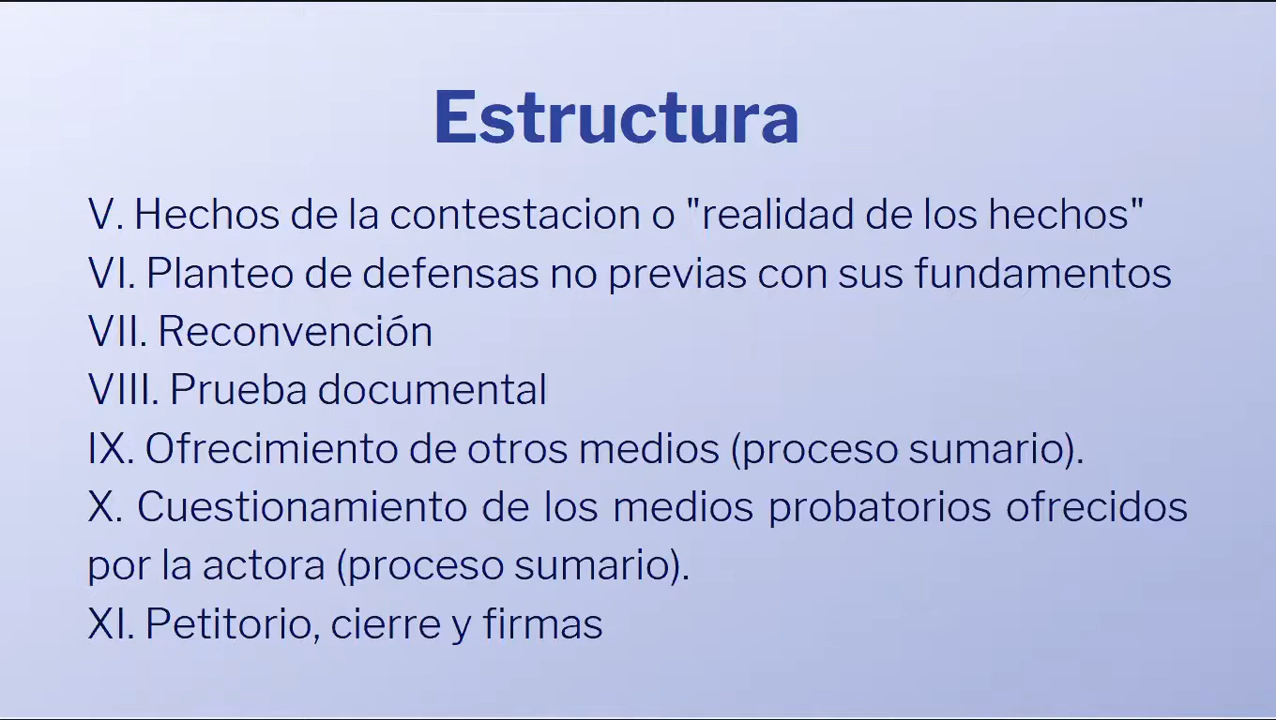 Estructura
V. Hechos de la contestacion o "realidad de los hechos"
VI. Planteo de defensas no previas con sus fundamentos
VII. Reconvención
VIII. Prueba documental
IX. Ofrecimiento de otros medios (proceso sumario).
X. Cuestionamiento de los medios probatorios ofrecidos
por la actora (proceso sumario).
XI. Petitorio, cierre y firmas